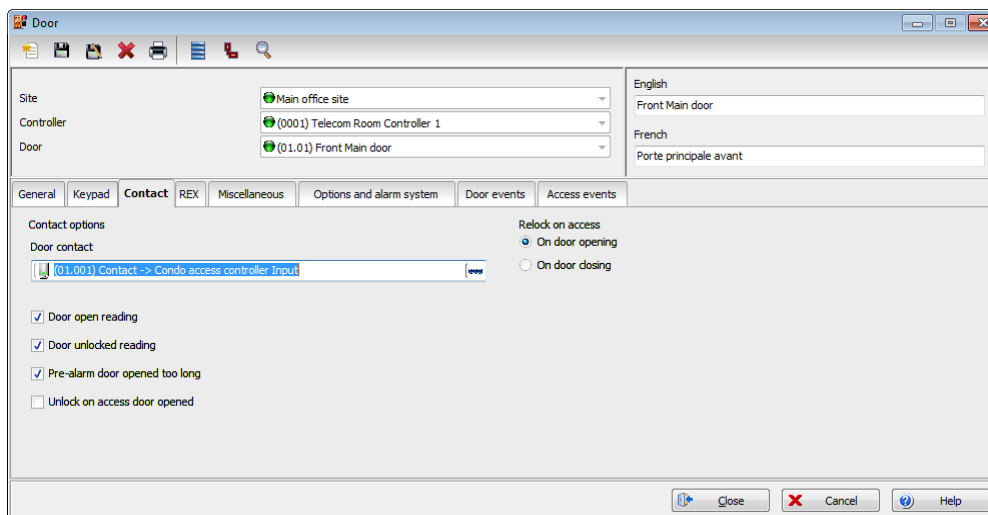 Door
Site
Main office site
Controller
(0001) Telecom Room Controller 1
Door
(01.01) Front Main door
English
Front Main door
French
Porte principale avant
General Keypad Contact REX Miscellaneous Options and alarm system Door events Access events
Contact options
Door contact
(01.001) Contact -> Condo access controller Input
Door open reading
Door unlocked reading
Pre-alarm door opened too long
Unlock on access door opened
Relock on access
On door opening
On door closing
Close Cancel Help